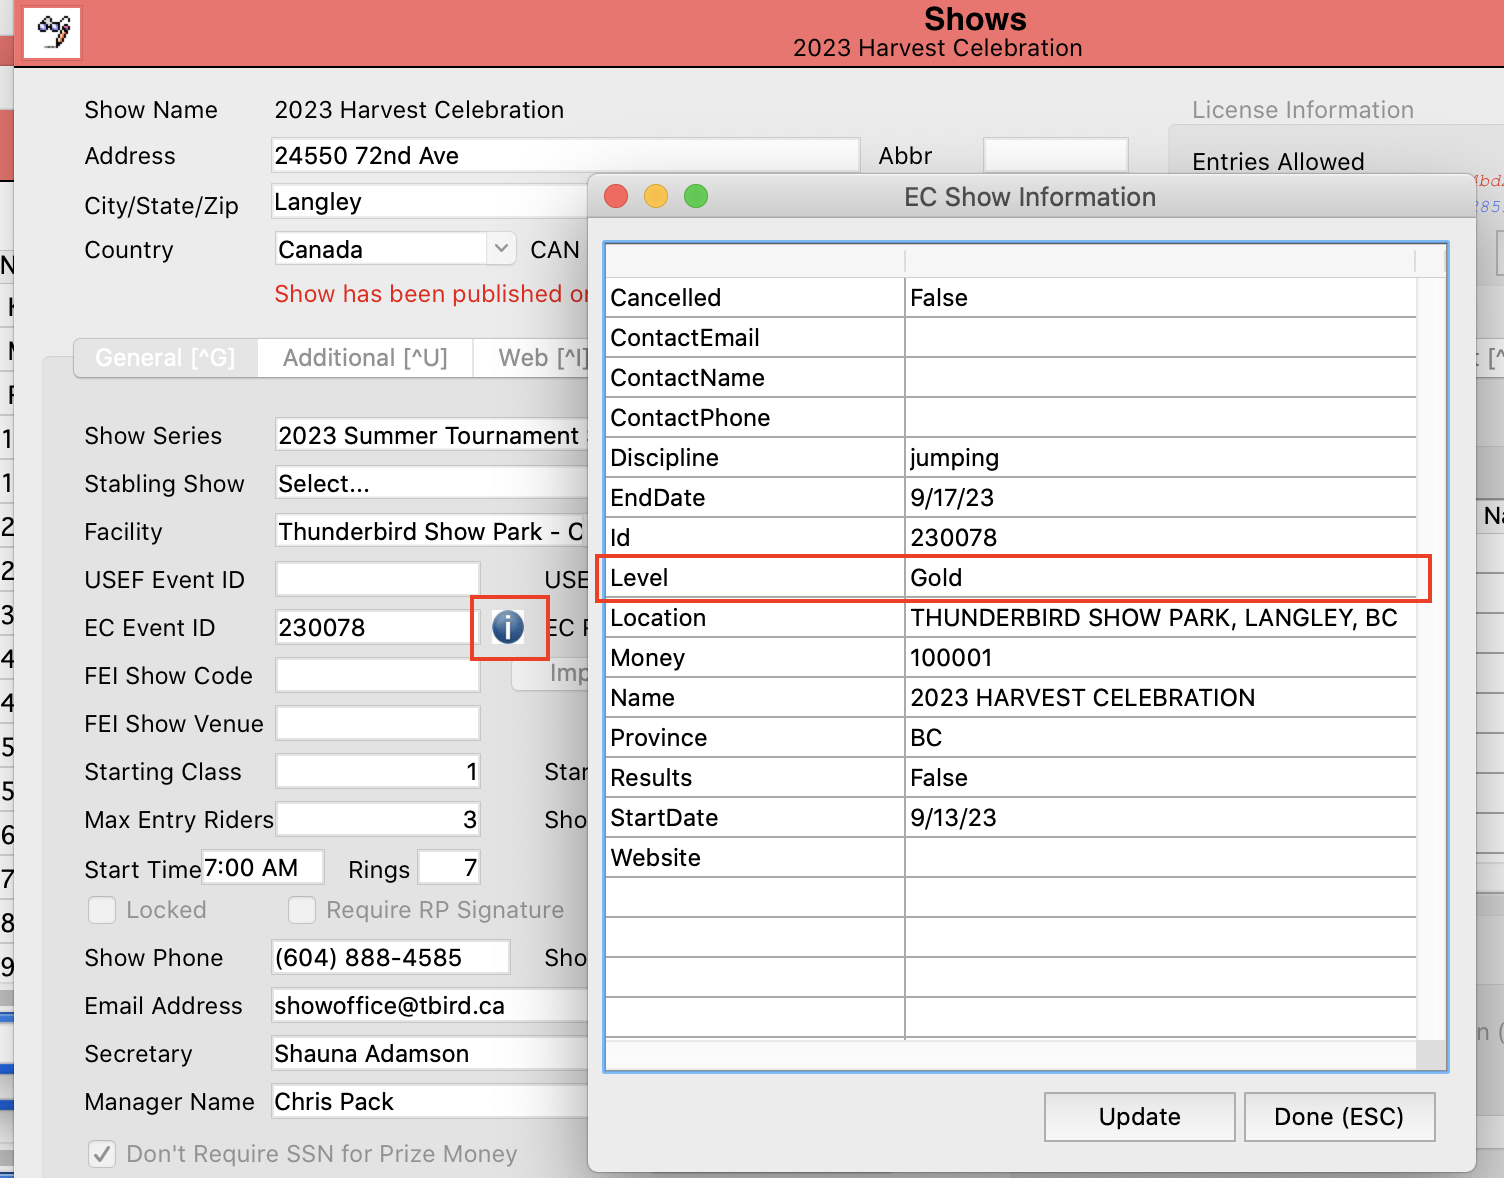 Shows
2023 Harvest Celebration
Show Name 2023 Harvest Celebration
License Information
Address 24550 72nd Ave Abbr
Entries Allowed
City/State/Zip Langley
Country Canada CAN
Show has been published
General [^G] Additional [^U] Web [^I]
Show Series 2023 Summer Tournament
Stabling Show Select...
Facility Thunderbird Show Park -
USEF Event ID
EC Event ID 230078
FEI Show Code
FEI Show Venue
Starting Class 1
Max Entry Riders 3
Start Time 7:00 AM Rings 7
Locked Require RP Signature
Show Phone (604) 888-4585
Email Address showoffice@tbird.ca
Secretary Shauna Adamson
Manager Name Chris Pack
Don't Require SSN for Prize Money
EC Show Information
Cancelled False
ContactEmail
ContactName
ContactPhone
Discipline jumping
EndDate 9/17/23
Id 230078
Level Gold
Location THUNDERBIRD SHOW PARK, LANGLEY, BC
Money 100001
Name 2023 HARVEST CELEBRATION
Province BC
Results False
StartDate 9/13/23
Website
Update Done (ESC)